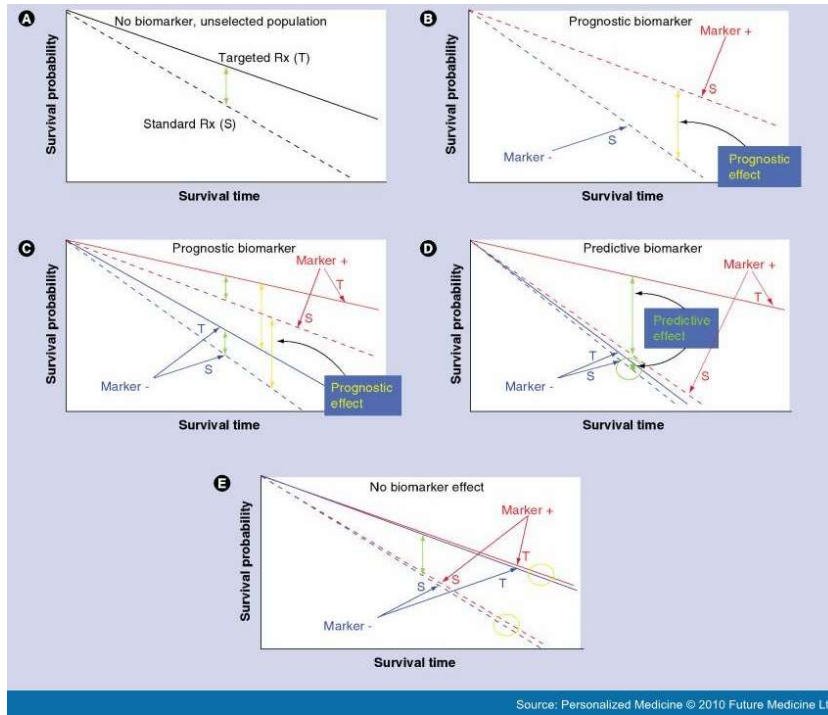 A
No biomarker, unselected population
Targeted Rx (T)
Standard Rx (S)
Survival probability
Survival time
B
Prognostic biomarker
Marker +
S
S
Marker -
Prognostic
effect
Survival probability
Survival time
C
Prognostic biomarker
Marker +
T
S
T
S
Marker -
Prognostic
effect
Survival probability
Survival time
D
Predictive biomarker
Marker +
T
Predictive
effect
T
S
S
Marker -
Survival probability
Survival time
E
No biomarker effect
Marker +
T
S
S
T
Marker -
Survival probability
Survival time
Source: Personalized Medicine © 2010 Future Medicine Lt